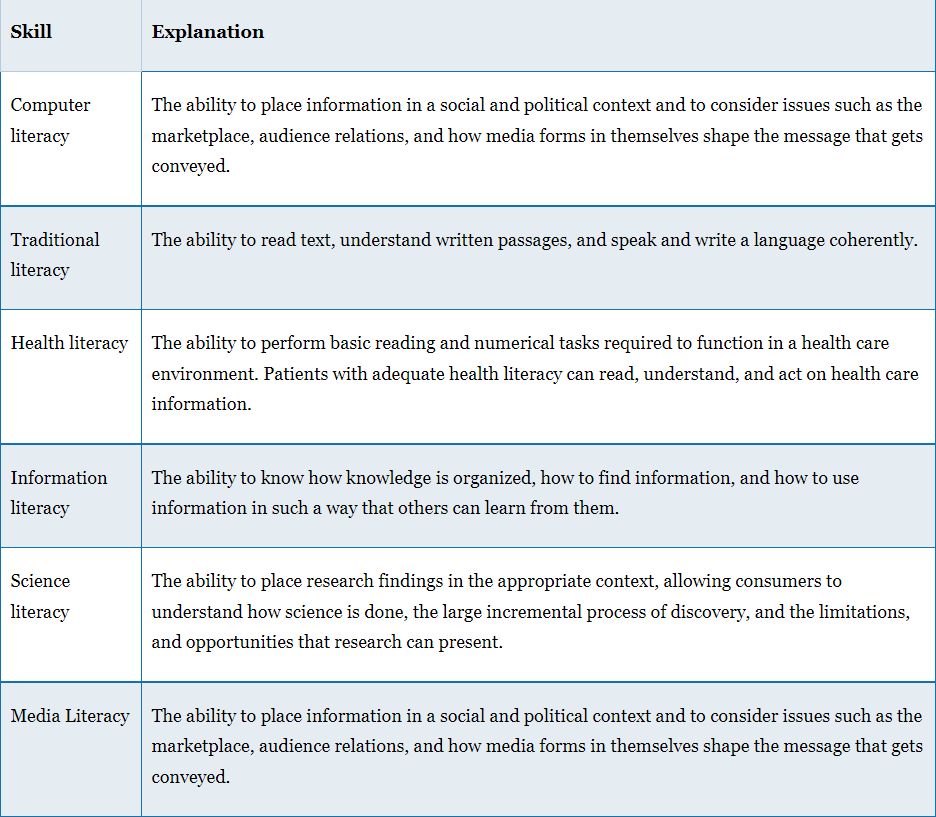 Skill Explanation
Computer literacy
The ability to place information in a social and political context and to consider issues such as the
marketplace, audience relations, and how media forms in themselves shape the message that gets
conveyed.
Traditional literacy
The ability to read text, understand written passages, and speak and write a language coherently.
Health literacy
The ability to perform basic reading and numerical tasks required to function in a health care
environment. Patients with adequate health literacy can read, understand, and act on health care
information.
Information literacy
The ability to know how knowledge is organized, how to find information, and how to use
information in such a way that others can learn from them.
Science literacy
The ability to place research findings in the appropriate context, allowing consumers to
understand how science is done, the large incremental process of discovery, and the limitations,
and opportunities that research can present.
Media Literacy
The ability to place information in a social and political context and to consider issues such as the
marketplace, audience relations, and how media forms in themselves shape the message that gets
conveyed.